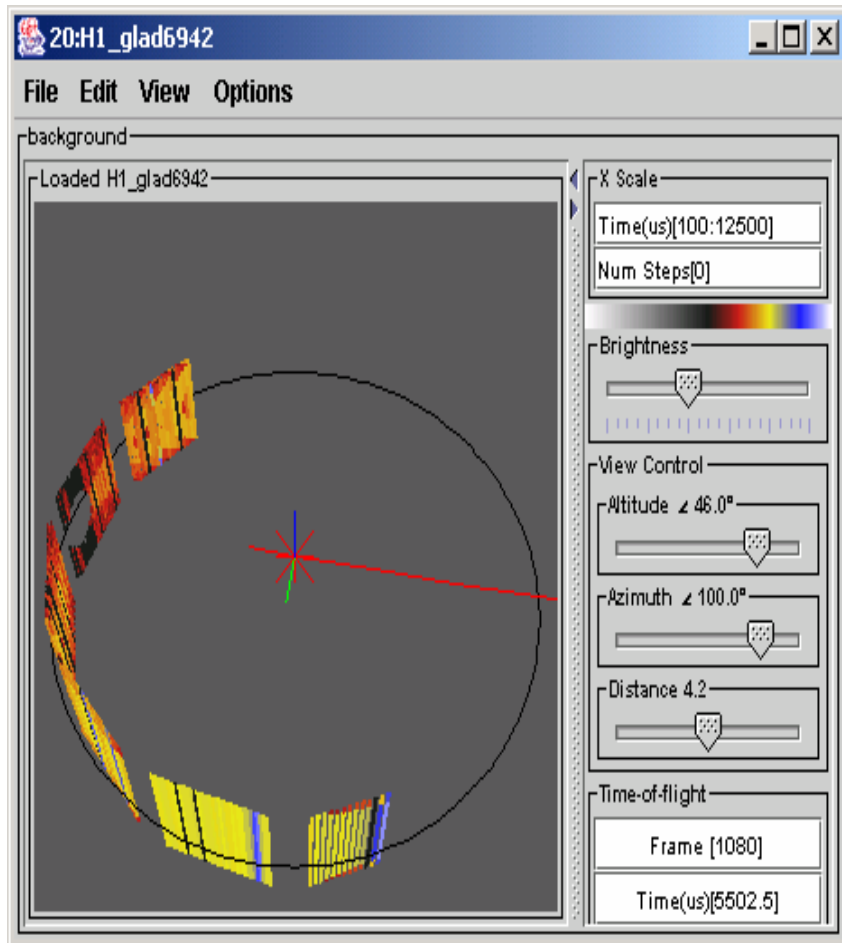 20:H1_glad6942
File Edit View Options
background
Loaded H1_glad6942
X Scale
Time(us)[100:12500]
Num Steps[0]
Brightness
View Control
Altitude ∠ 46.0°
Azimuth ∠ 100.0°
Distance 4.2
Time-of-flight
Frame [1080]
Time(us)[5502.5]